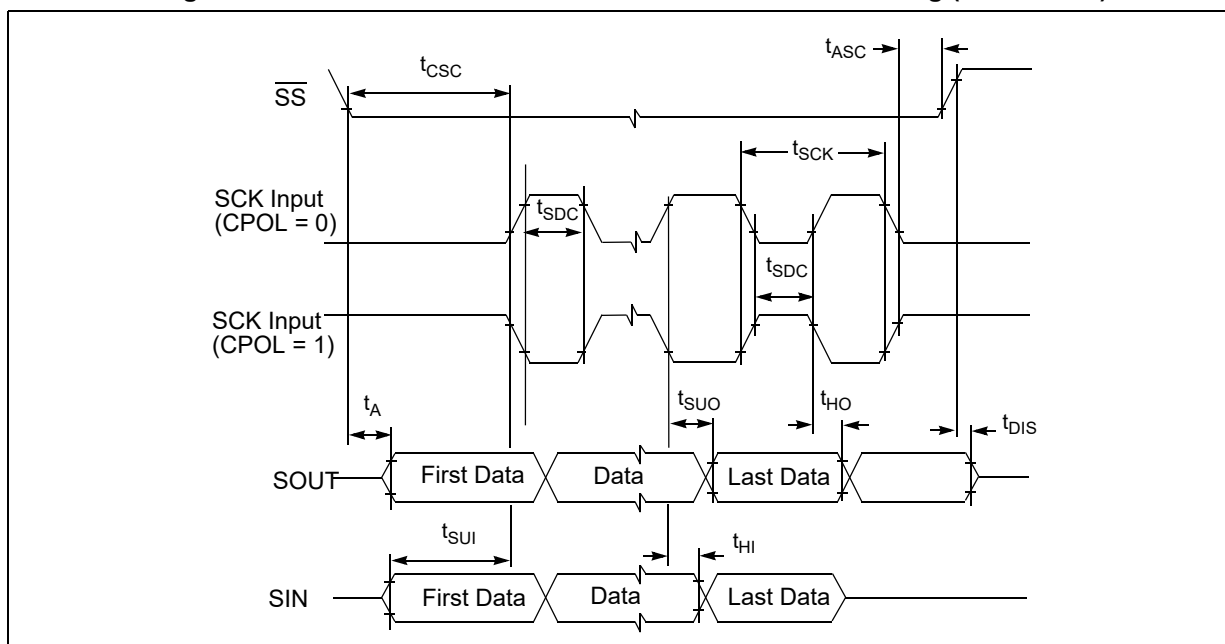 tASC
tCSC
SS
tSCK
SCK Input
(CPOL = 0)
tSDC
tSDC
SCK Input
(CPOL = 1)
tA
tSUO
tHO
tDIS
SOUT
First Data
Data
Last Data
tSUI
tHI
SIN
First Data
Data
Last Data